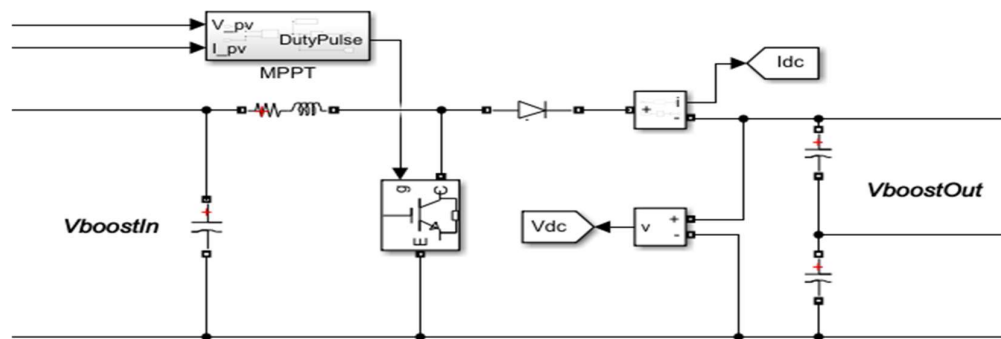 V_pv
I_pv
DutyPulse
MPPT
Idc
+
i
-
g
C
E
VboostIn
VboostOut
Vdc
v
+
-